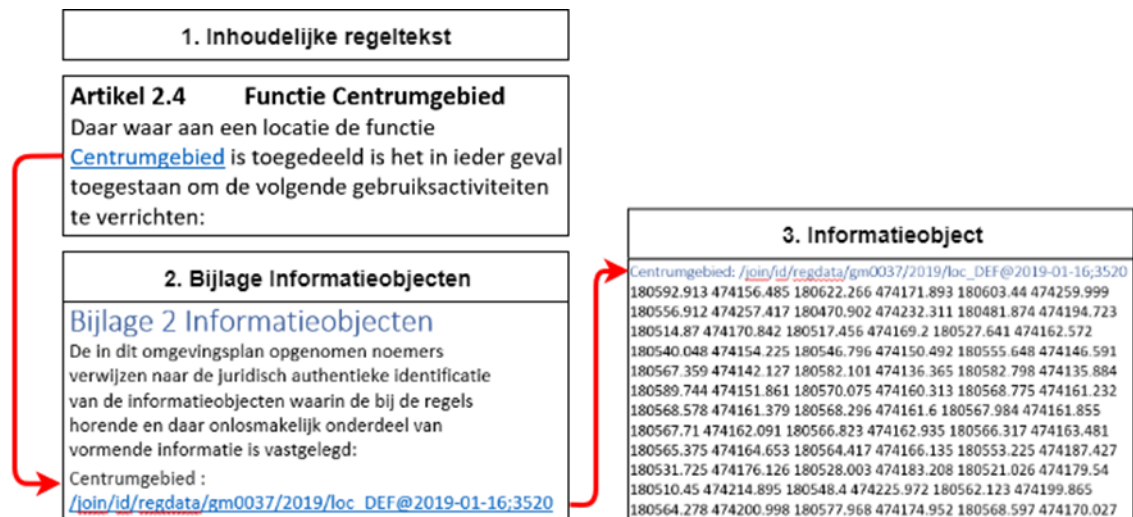 1. Inhoudelijke regeltekst
Artikel 2.4 Functie Centrumgebied
Daar waar aan een locatie de functie
Centrumgebied is toegedeeld is het in ieder geval
toegestaan om de volgende gebruiksactiviteiten
te verrichten:
2. Bijlage Informatieobjecten
Bijlage 2 Informatieobjecten
De in dit omgevingsplan opgenomen noemers
verwijzen naar de juridisch authentieke identificatie
van de informatieobjecten waarin de bij de regels
horende en daar onlosmakelijk onderdeel van
vormende informatie is vastgelegd:
Centrumgebied :
/join/id/regdata/gm0037/2019/loc_DEF@2019-01-16;3520
3. Informatieobject
Centrumgebied: /join/id/regdata/gm0037/2019/loc_DEF@2019-01-16;3520
180592.913 474156.485 180622.266 474171.893 180603.44 474259.999
180556.912 474257.417 180470.902 474232.311 180481.874 474194.723
180514.87 474170.842 180517.456 474169.2 180527.641 474162.572
180540.048 474154.225 180546.796 474150.492 180555.648 474146.591
180567.359 474142.127 180582.101 474136.365 180582.798 474135.884
180589.744 474151.861 180570.075 474160.313 180568.775 474161.232
180568.578 474161.379 180568.296 474161.6 180567.984 474161.855
180567.71 474162.091 180566.823 474162.935 180566.317 474163.481
180565.375 474164.653 180564.417 474166.135 180553.225 474187.427
180531.725 474176.126 180528.003 474183.208 180521.026 474179.54
180510.45 474214.895 180548.4 474225.972 180562.123 474199.865
180564.278 474200.998 180577.968 474174.952 180568.597 474170.027